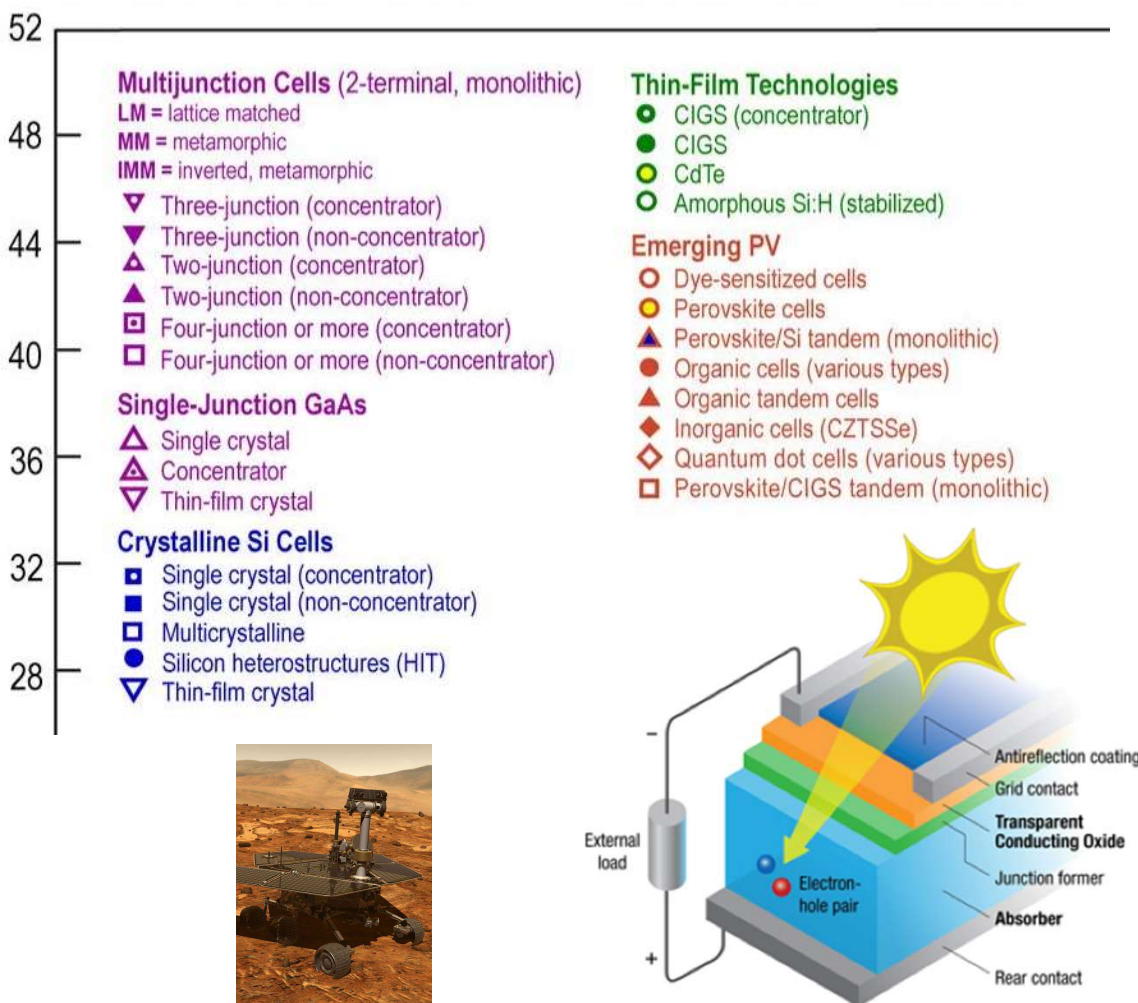 52
48
44
40
36
32
28
Multijunction Cells (2-terminal, monolithic)
LM = lattice matched
MM = metamorphic
IMM = inverted, metamorphic
Three-junction (concentrator)
Three-junction (non-concentrator)
Two-junction (concentrator)
Two-junction (non-concentrator)
Four-junction or more (concentrator)
Four-junction or more (non-concentrator)
Single-Junction GaAs
Single crystal
Concentrator
Thin-film crystal
Crystalline Si Cells
Single crystal (concentrator)
Single crystal (non-concentrator)
Multicrystalline
Silicon heterostructures (HIT)
Thin-film crystal
Thin-Film Technologies
CIGS (concentrator)
CIGS
CdTe
Amorphous Si:H (stabilized)
Emerging PV
Dye-sensitized cells
Perovskite cells
Perovskite/Si tandem (monolithic)
Organic cells (various types)
Organic tandem cells
Inorganic cells (CZTSSe)
Quantum dot cells (various types)
Perovskite/CIGS tandem (monolithic)
–
External
load
+
Electron-
hole pair
Antireflection coating
Grid contact
Transparent
Conducting Oxide
Junction former
Absorber
Rear contact